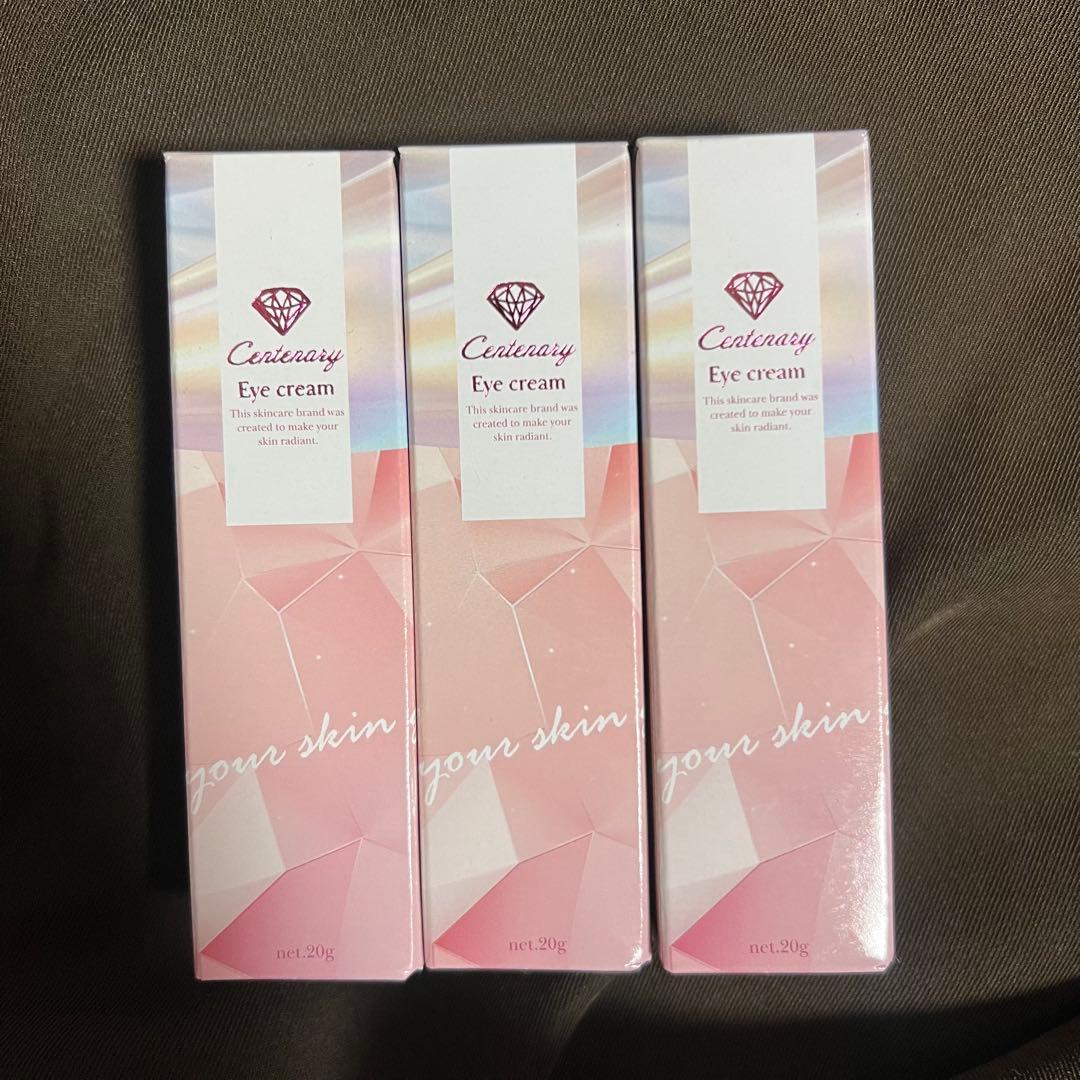 Centenary
Eye cream
This skincare brand was
created to make your
skin radiant.
your skin
net.20g
Centenary
Eye cream
This skincare brand was
created to make your
skin radiant.
your skin
net.20g
Centenary
Eye cream
This skincare brand was
created to make your
skin radiant.
your skin
net.20g